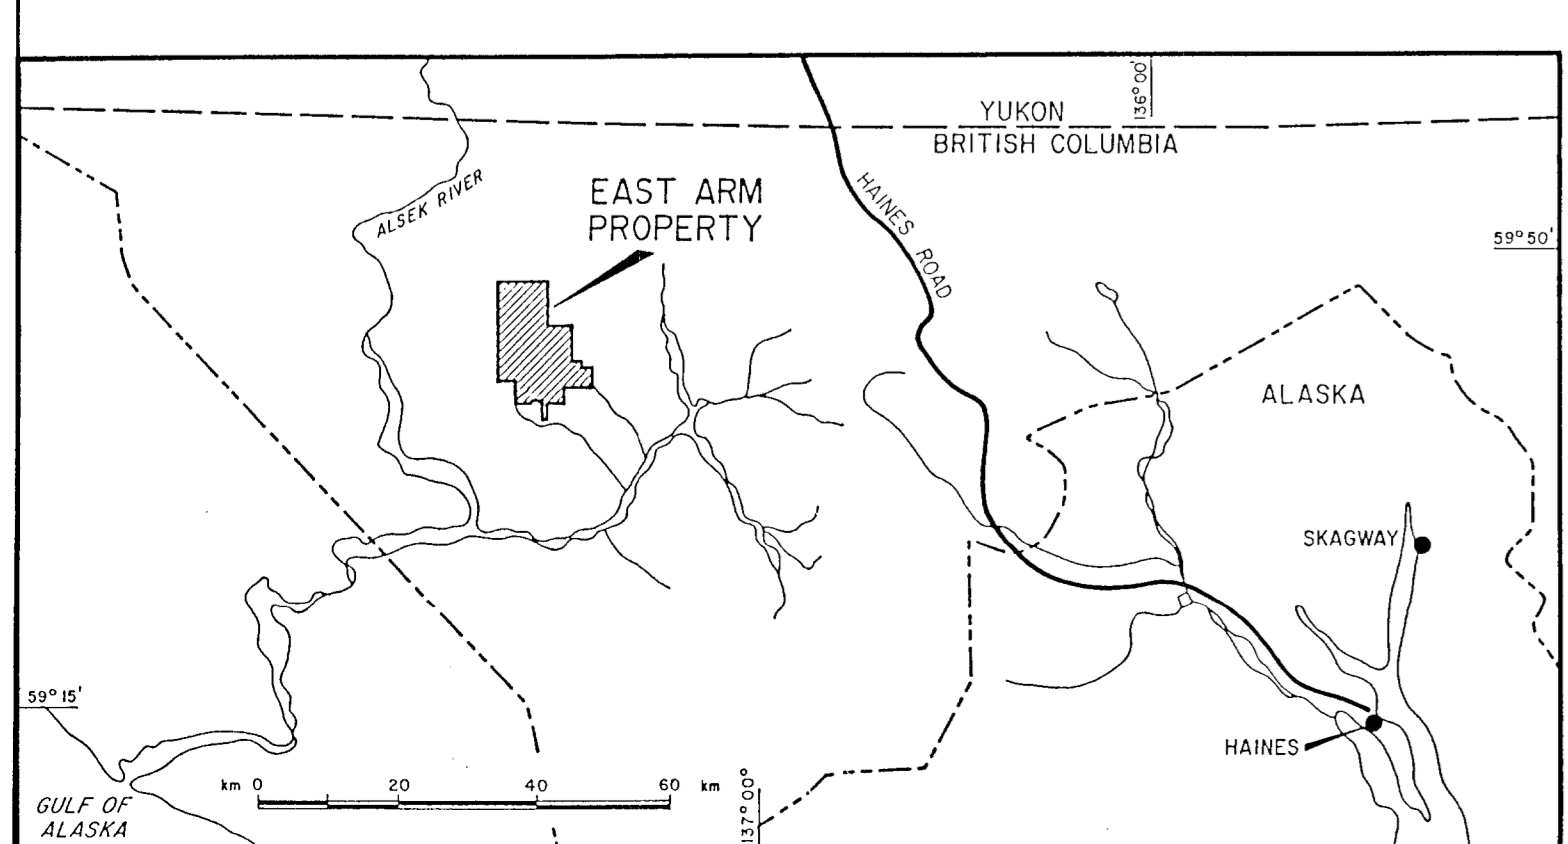 136° 00'
YUKON
BRITISH COLUMBIA
ALSEK RIVER
EAST ARM
PROPERTY
HAINES ROAD
59° 50'
ALASKA
SKAGWAY
59° 15'
HAINES
km 0 20 40 60 km
137° 00°
GULF OF
ALASKA